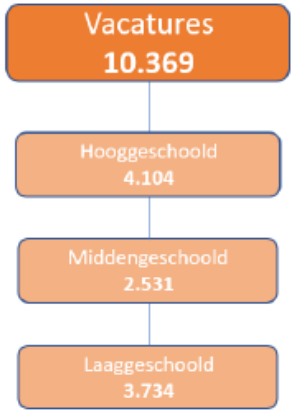 Vacatures
10.369
Hooggeschoold
4.104
Middengeschoold
2.531
Laaggeschoold
3.734